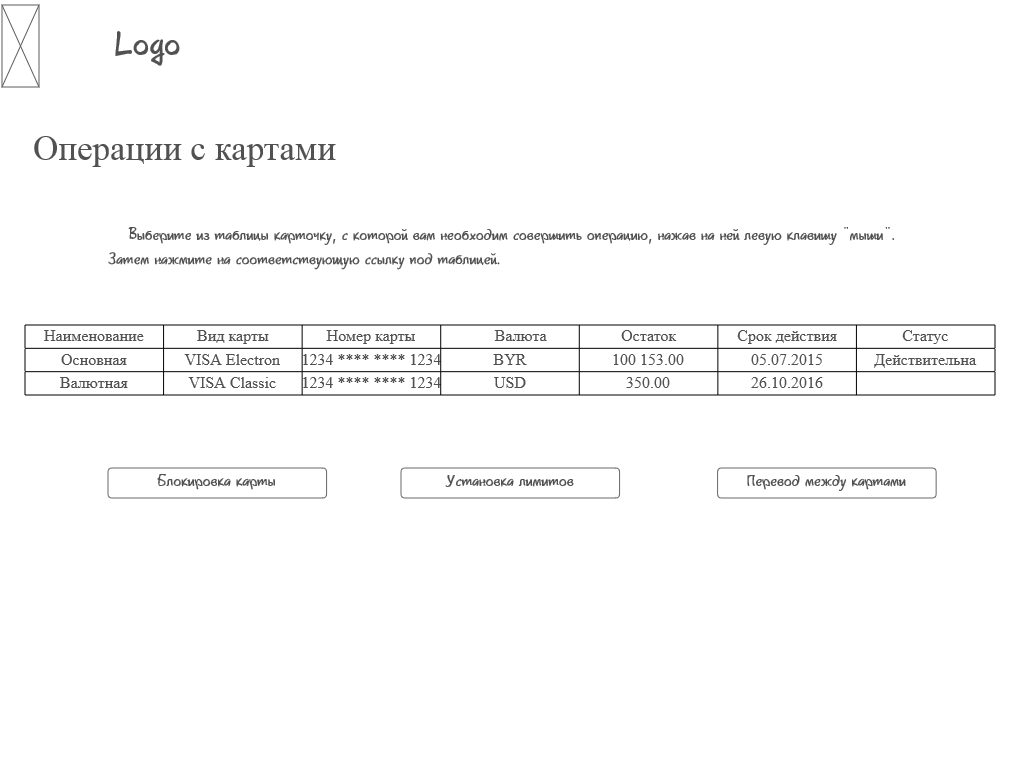 Logo
Операции с картами
Выберите из таблицы карточку, с которой вам необходим совершить операцию, нажав на ней левую клавишу "мыши".
Затем нажмите на соответствующую ссылку под таблицей.
Наименование Вид карты Номер карты Валюта Остаток Срок действия Статус
Основная VISA Electron 1234 **** **** 1234 BYR 100 153.00 05.07.2015 Действительна
Валютная VISA Classic 1234 **** **** 1234 USD 350.00 26.10.2016
Блокировка карты Установка лимитов Перевод между картами